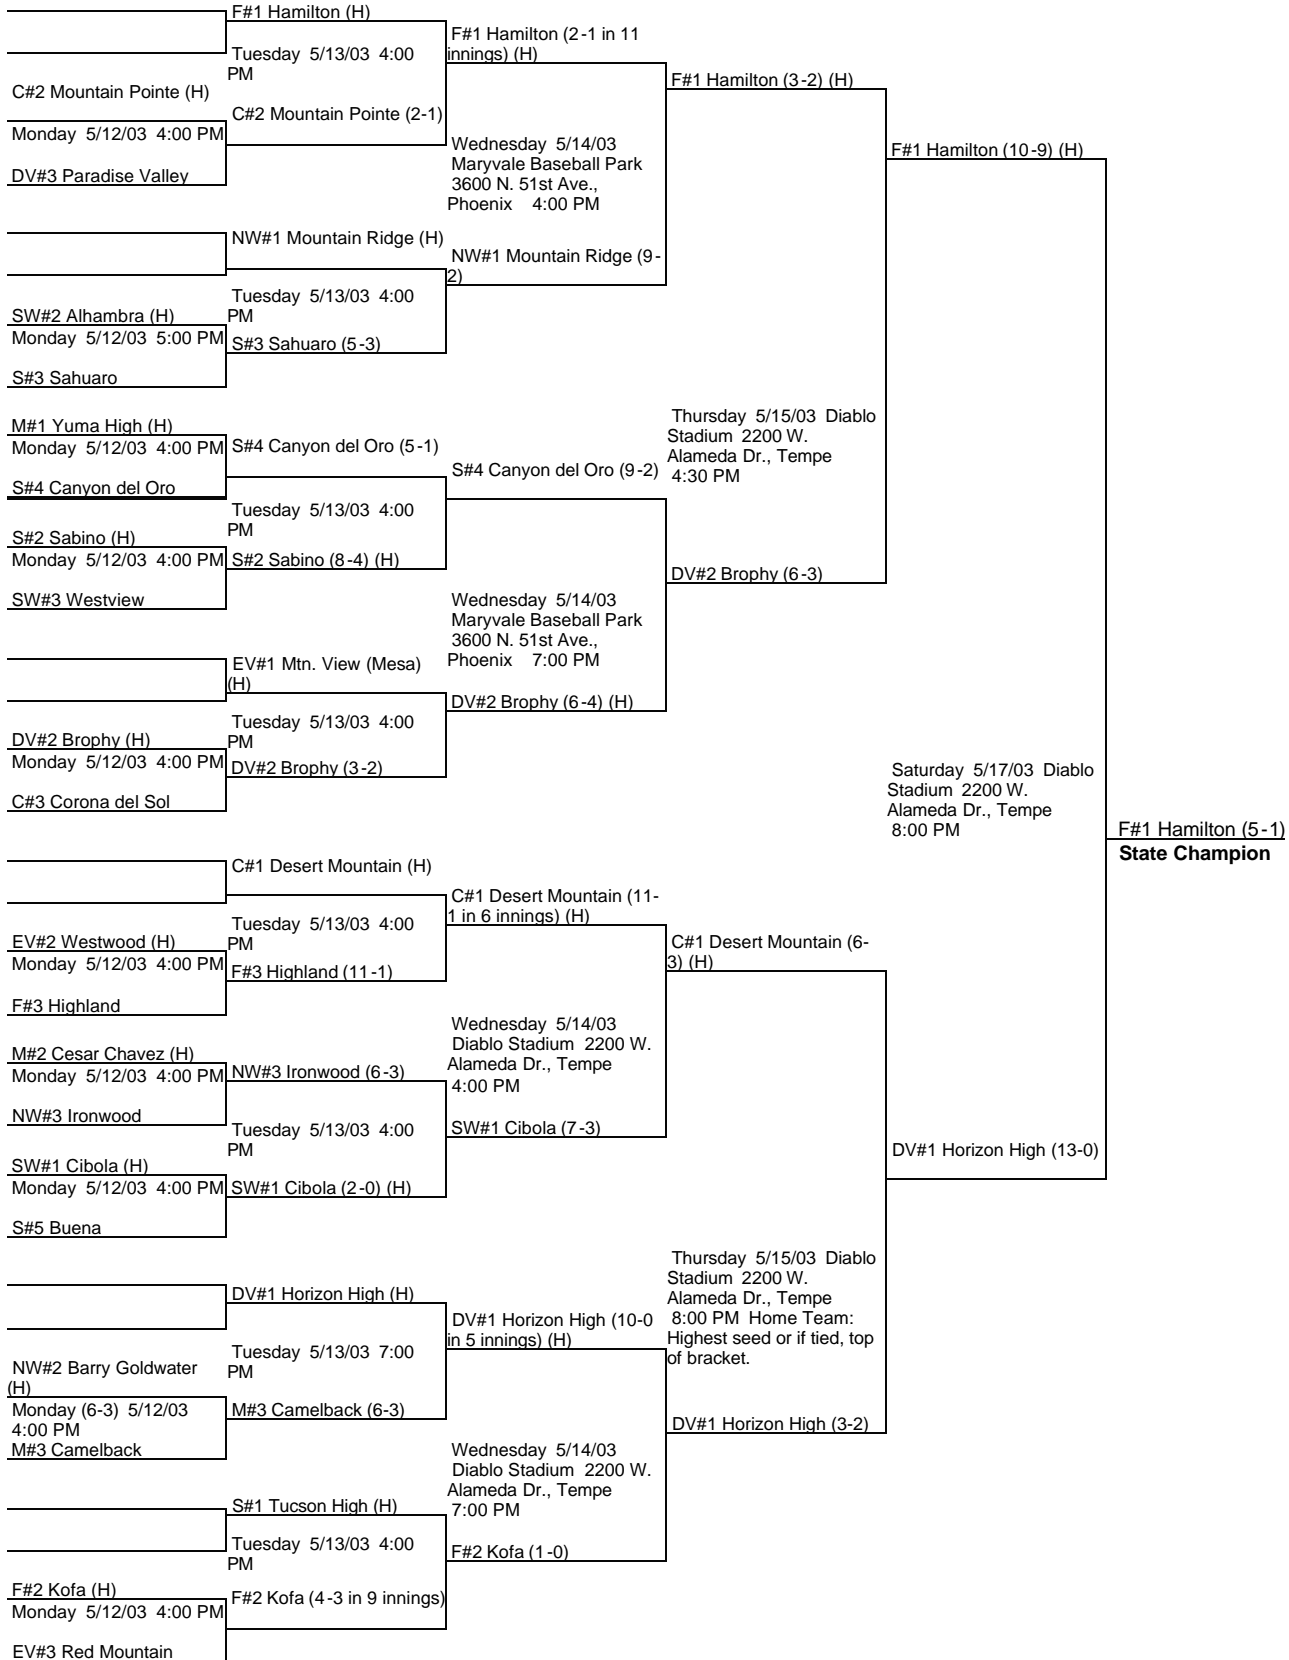 F#1 Hamilton (H)
Tuesday 5/13/03 4:00
PM
C#2 Mountain Pointe (H)
Monday 5/12/03 4:00 PM
DV#3 Paradise Valley
C#2 Mountain Pointe (2-1)
F#1 Hamilton (2-1 in 11
innings) (H)
Wednesday 5/14/03
Maryvale Baseball Park
3600 N. 51st Ave.,
Phoenix 4:00 PM
NW#1 Mountain Ridge (H)
Tuesday 5/13/03 4:00
PM
SW#2 Alhambra (H)
Monday 5/12/03 5:00 PM
S#3 Sahuaro
S#3 Sahuaro (5-3)
NW#1 Mountain Ridge (9-
2)
F#1 Hamilton (3-2) (H)
M#1 Yuma High (H)
Monday 5/12/03 4:00 PM
S#4 Canyon del Oro
S#4 Canyon del Oro (5-1)
Tuesday 5/13/03 4:00
PM
S#2 Sabino (H)
Monday 5/12/03 4:00 PM
SW#3 Westview
S#2 Sabino (8-4) (H)
S#4 Canyon del Oro (9-2)
Wednesday 5/14/03
Maryvale Baseball Park
3600 N. 51st Ave.,
Phoenix 7:00 PM
EV#1 Mtn. View (Mesa)
(H)
Tuesday 5/13/03 4:00
PM
DV#2 Brophy (H)
Monday 5/12/03 4:00 PM
C#3 Corona del Sol
DV#2 Brophy (3-2)
DV#2 Brophy (6-4) (H)
DV#2 Brophy (6-3)
Thursday 5/15/03 Diablo
Stadium 2200 W.
Alameda Dr., Tempe
4:30 PM
F#1 Hamilton (10-9) (H)
Saturday 5/17/03 Diablo
Stadium 2200 W.
Alameda Dr., Tempe
8:00 PM
F#1 Hamilton (5-1)
State Champion
C#1 Desert Mountain (H)
Tuesday 5/13/03 4:00
PM
EV#2 Westwood (H)
Monday 5/12/03 4:00 PM
F#3 Highland
F#3 Highland (11-1)
C#1 Desert Mountain (11-
1 in 6 innings) (H)
Wednesday 5/14/03
Diablo Stadium 2200 W.
Alameda Dr., Tempe
4:00 PM
M#2 Cesar Chavez (H)
Monday 5/12/03 4:00 PM
NW#3 Ironwood
NW#3 Ironwood (6-3)
Tuesday 5/13/03 4:00
PM
SW#1 Cibola (H)
Monday 5/12/03 4:00 PM
S#5 Buena
SW#1 Cibola (2-0) (H)
SW#1 Cibola (7-3)
C#1 Desert Mountain (6-
3) (H)
DV#1 Horizon High (13-0)
Thursday 5/15/03 Diablo
Stadium 2200 W.
Alameda Dr., Tempe
8:00 PM Home Team:
Highest seed or if tied, top
of bracket.
DV#1 Horizon High (H)
Tuesday 5/13/03 7:00
PM
NW#2 Barry Goldwater
(H)
Monday (6-3) 5/12/03
4:00 PM
M#3 Camelback
M#3 Camelback (6-3)
DV#1 Horizon High (10-0
in 5 innings) (H)
Wednesday 5/14/03
Diablo Stadium 2200 W.
Alameda Dr., Tempe
7:00 PM
DV#1 Horizon High (3-2)
S#1 Tucson High (H)
Tuesday 5/13/03 4:00
PM
F#2 Kofa (H)
Monday 5/12/03 4:00 PM
EV#3 Red Mountain
F#2 Kofa (4-3 in 9 innings)
F#2 Kofa (1-0)